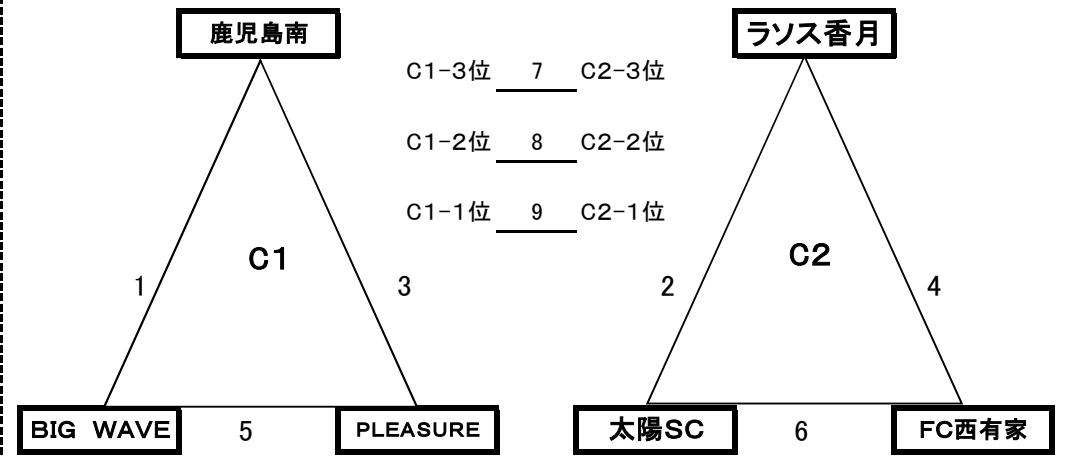 鹿児島南
ラソス香月
C1-3位 7 C2-3位
C1-2位 8 C2-2位
C1-1位 9 C2-1位
C1
C2
1
3
2
4
BIG WAVE
5
PLEASURE
太陽SC
6
FC西有家